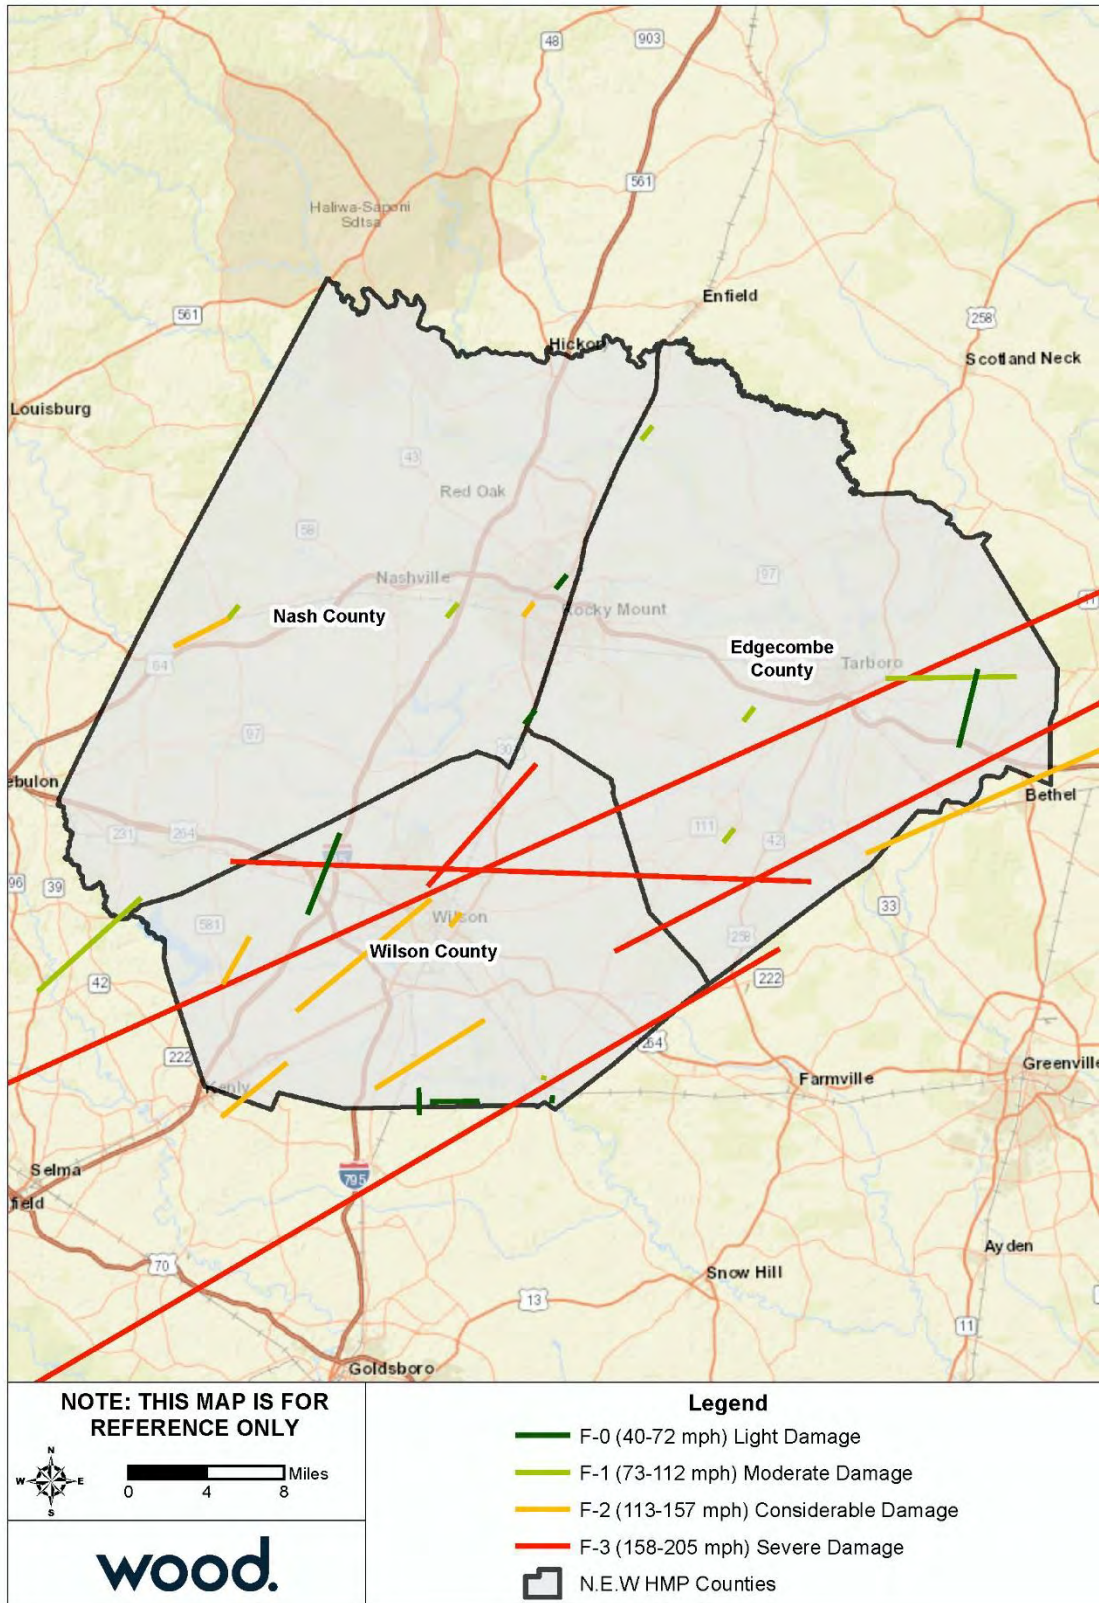 48
903
561
Haliwa-Saponi
Sdtsa
Enfield
561
258
Hickory
Scotland Neck
Louisburg
43
Red Oak
58
Nashville
97
11
Rocky Mount
Nash County
Edgecombe
County
Tarboro
64
97
301
ebulon
Bethel
231
264
111
42
96
39
33
581
Wilson
Wilson County
258
42
222
264
222
Greenville
Kenly
Farmville
Selma
795
field
Ayden
70
Snow Hill
13
11
Goldsboro
NOTE: THIS MAP IS FOR
REFERENCE ONLY
N
W
E
S
Miles
0
4
8
wood.
Legend
F-0 (40-72 mph) Light Damage
F-1 (73-112 mph) Moderate Damage
F-2 (113-157 mph) Considerable Damage
F-3 (158-205 mph) Severe Damage
N.E.W HMP Counties